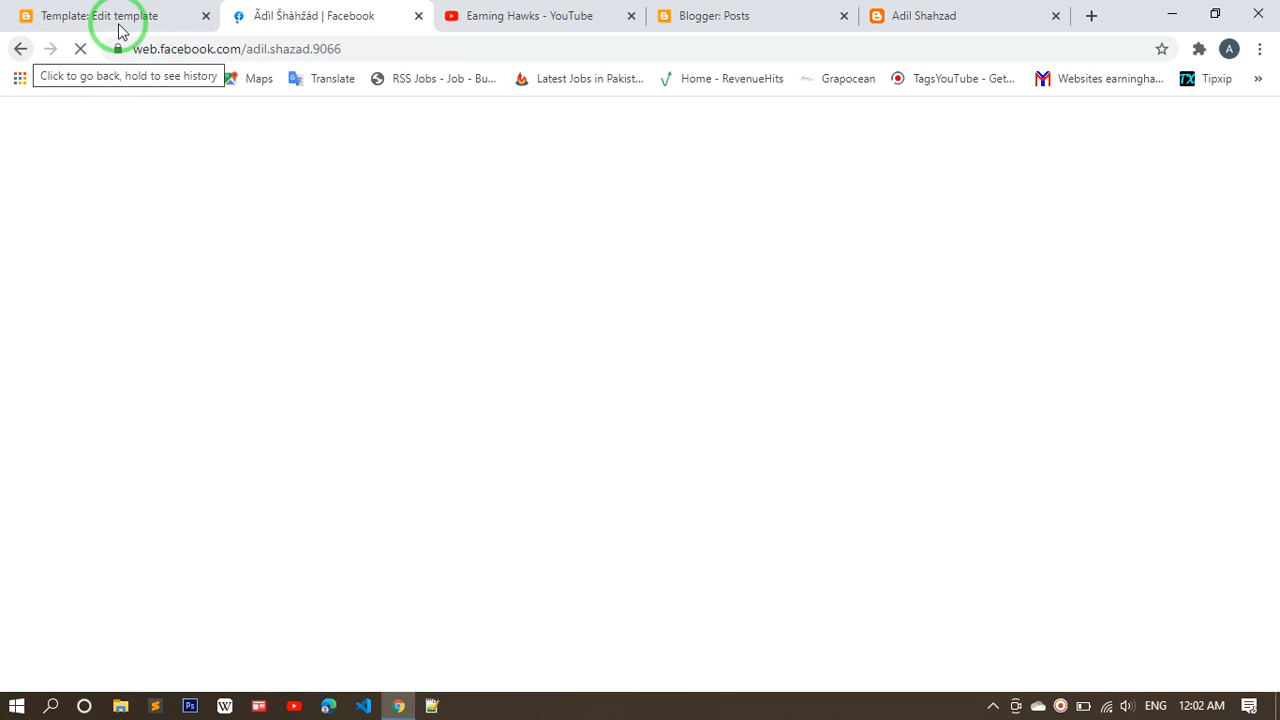 Template: Edit template
Ãdìl Šhàhžád | Facebook
Earning Hawks - YouTube
Blogger: Posts
Adil Shahzad
web.facebook.com/adil.shazad.9066
Click to go back, hold to see history
Maps
Translate
RSS Jobs - Job - Bu...
Latest Jobs in Pakist...
Home - RevenueHits
Grapocean
TagsYouTube - Get...
Websites earningha...
Tipxip
»
A
ENG
12:02 AM